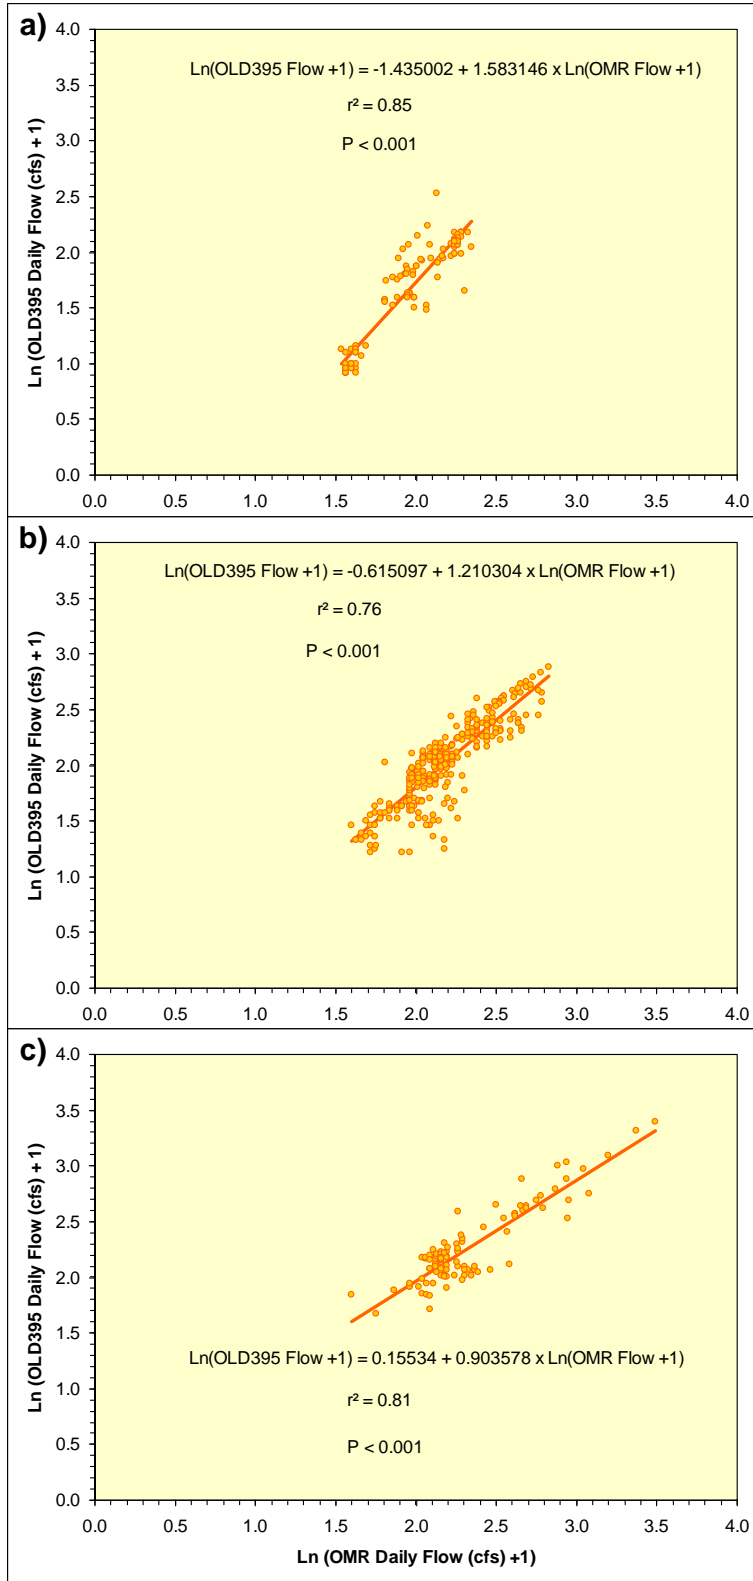 a)
4.0
3.5
3.0
2.5
2.0
1.5
1.0
0.5
0.0
Ln (OLD395 Daily Flow (cfs) + 1)
Ln(OLD395 Flow +1) = -1.435002 + 1.583146 x Ln(OMR Flow +1)
r² = 0.85
P < 0.001
0.0 0.5 1.0 1.5 2.0 2.5 3.0 3.5 4.0
b)
4.0
3.5
3.0
2.5
2.0
1.5
1.0
0.5
0.0
Ln (OLD395 Daily Flow (cfs) + 1)
Ln(OLD395 Flow +1) = -0.615097 + 1.210304 x Ln(OMR Flow +1)
r² = 0.76
P < 0.001
0.0 0.5 1.0 1.5 2.0 2.5 3.0 3.5 4.0
c)
4.0
3.5
3.0
2.5
2.0
1.5
1.0
0.5
0.0
Ln (OLD395 Daily Flow (cfs) + 1)
Ln(OLD395 Flow +1) = 0.15534 + 0.903578 x Ln(OMR Flow +1)
r² = 0.81
P < 0.001
0.0 0.5 1.0 1.5 2.0 2.5 3.0 3.5 4.0
Ln (OMR Daily Flow (cfs) +1)